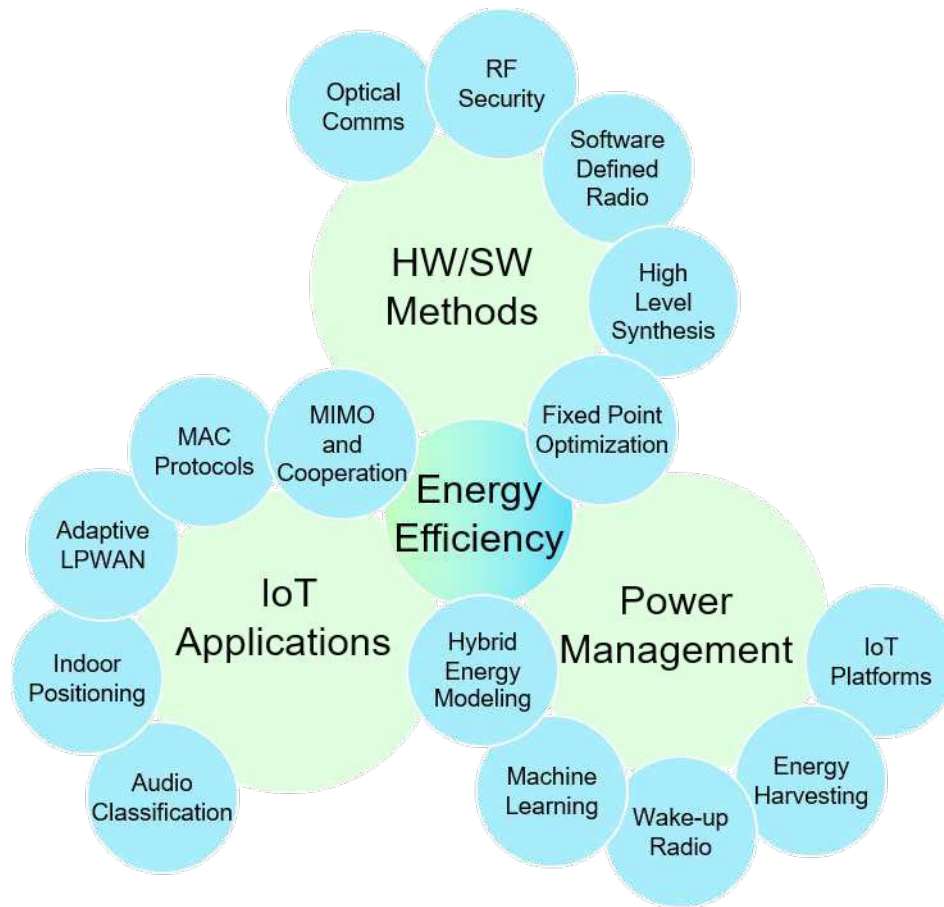 Optical
Comms
RF
Security
Software
Defined
Radio
HW/SW
Methods
High
Level
Synthesis
MAC
Protocols
MIMO
and
Cooperation
Fixed Point
Optimization
Energy
Efficiency
Adaptive
LPWAN
IoT
Applications
Power
Management
Indoor
Positioning
Hybrid
Energy
Modeling
IoT
Platforms
Audio
Classification
Machine
Learning
Wake-up
Radio
Energy
Harvesting